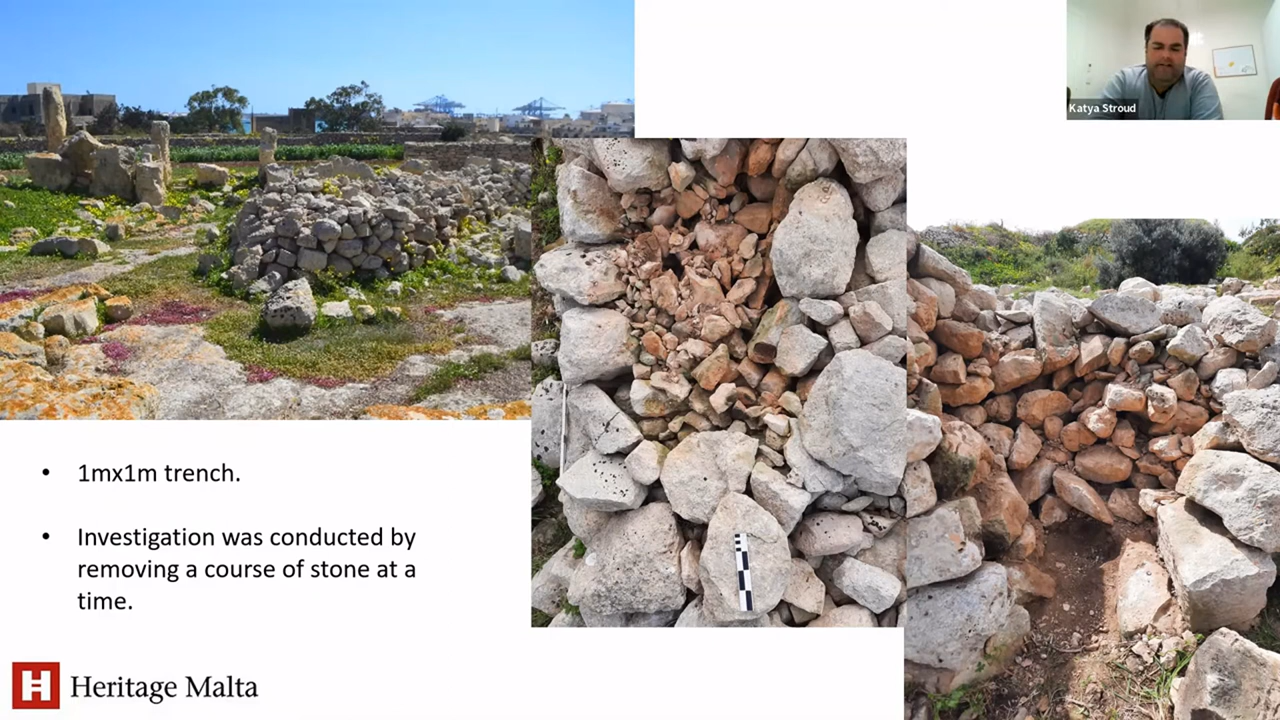 Katya Stroud
• 1mx1m trench.
• Investigation was conducted by
removing a course of stone at a
time.
H Heritage Malta